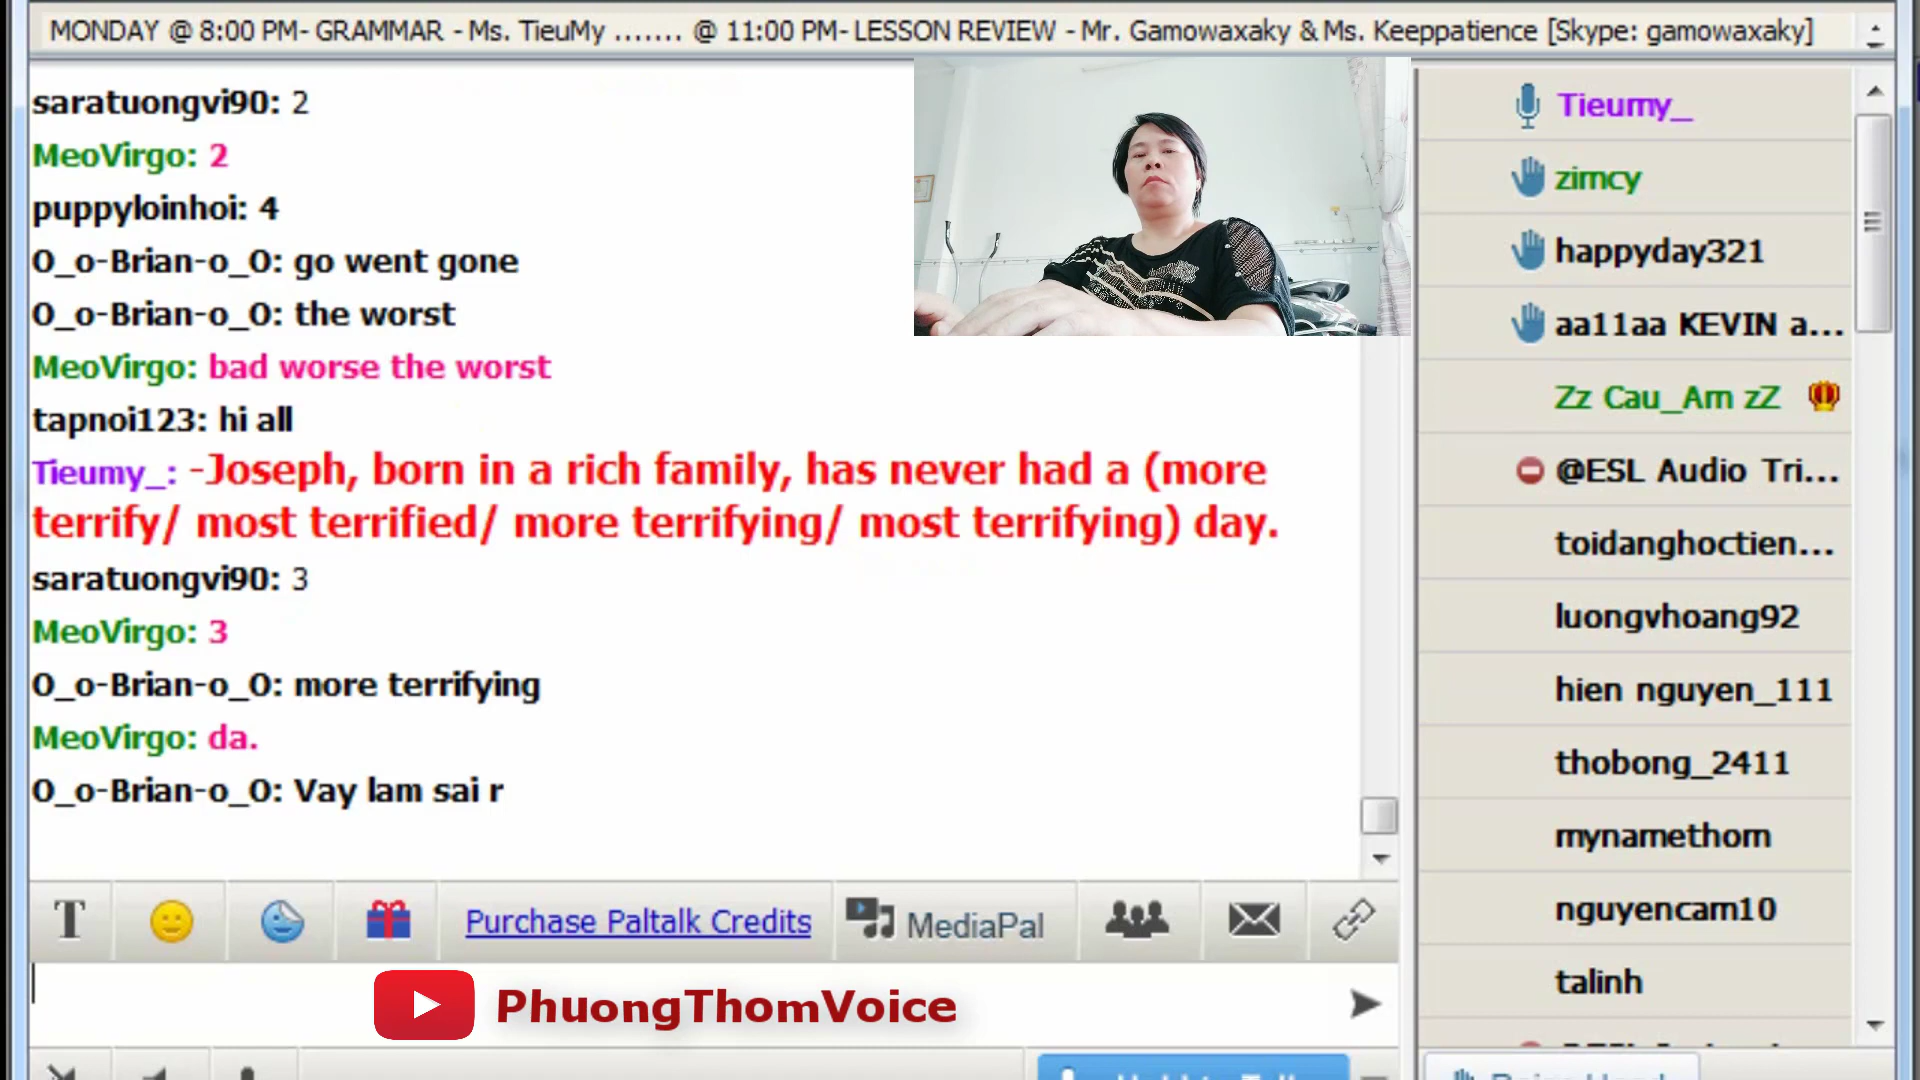 MONDAY @ 8:00 PM- GRAMMAR - Ms. TieuMy ....... @ 11:00 PM- LESSON REVIEW - Mr. Gamowaxaky & Ms. Keeppatience [Skype: gamowaxaky]
saratuongvi90: 2
MeoVirgo: 2
puppyloinhoi: 4
O_o-Brian-o_O: go went gone
O_o-Brian-o_O: the worst
MeoVirgo: bad worse the worst
tapnoi123: hi all
Tieumy_: -Joseph, born in a rich family, has never had a (more
terrify/ most terrified/ more terrifying/ most terrifying) day.
saratuongvi90: 3
MeoVirgo: 3
O_o-Brian-o_O: more terrifying
MeoVirgo: da.
O_o-Brian-o_O: Vay lam sai r
Tieumy_
zimcy
happyday321
aa11aa KEVIN a...
Zz Cau_Am zZ
@ESL Audio Tri...
toidanghoctien...
luongvhoang92
hien nguyen_111
thobong_2411
mynamethom
nguyencam10
talinh
T
Purchase Paltalk Credits
MediaPal
PhuongThomVoice